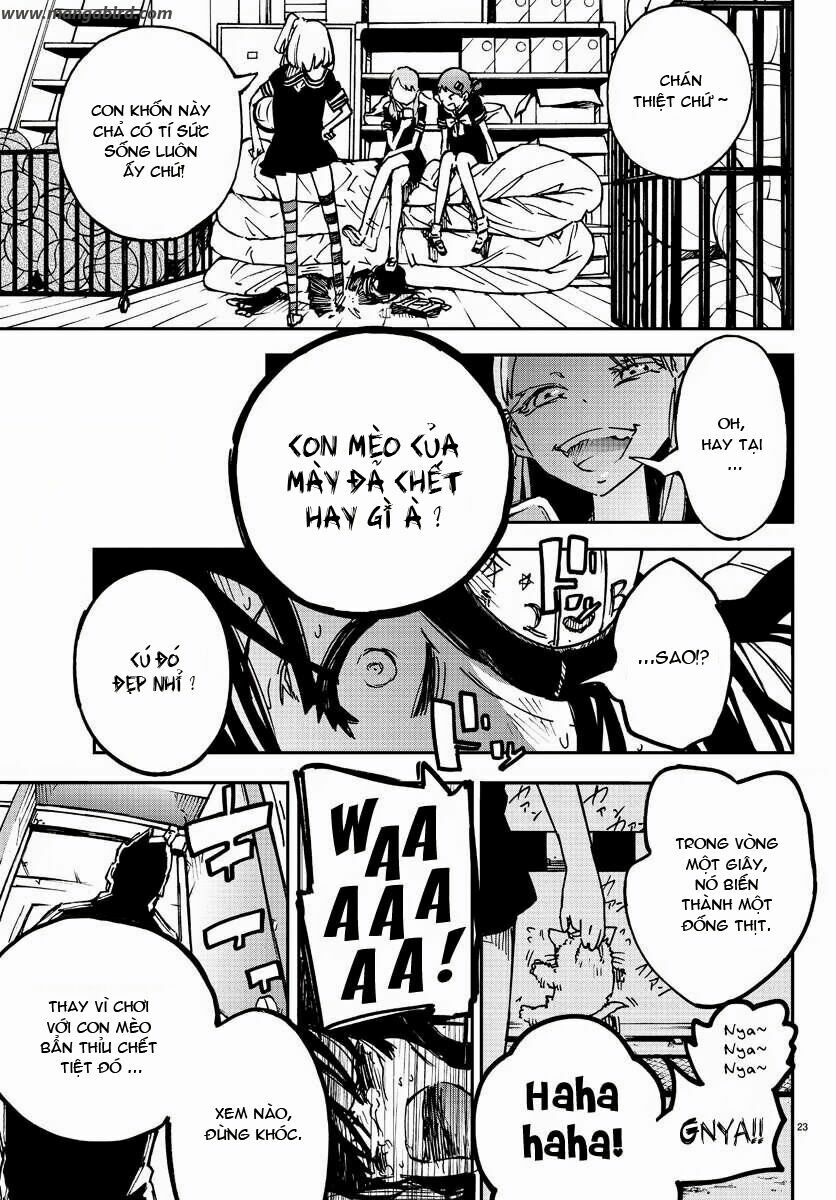 www.mangabird.com
CHÁN
THIỆT CHỨ ~
CON KHỐN NÀY
CHẢ CÓ TÍ SỨC
SỐNG LUÔN
ẤY CHỨ!
OH,
HAY TẠI
...
CON MÈO CỦA
MÀY ĐÃ CHẾT
HAY GÌ À ?
...SAO!?
CÚ ĐÓ
ĐẸP NHỈ ?
TRONG VÒNG
MỘT GIÂY,
NÓ BIẾN
THÀNH MỘT
ĐỐNG THỊT.
Nya~
Nya~
Nya~
GNYA!!
Haha
haha!
WAA
AAA
AA!
XEM NÀO,
ĐỪNG KHÓC.
THAY VÌ CHƠI
VỚI CON MÈO
BẨN THỈU CHẾT
TIỆT ĐÓ ...
23